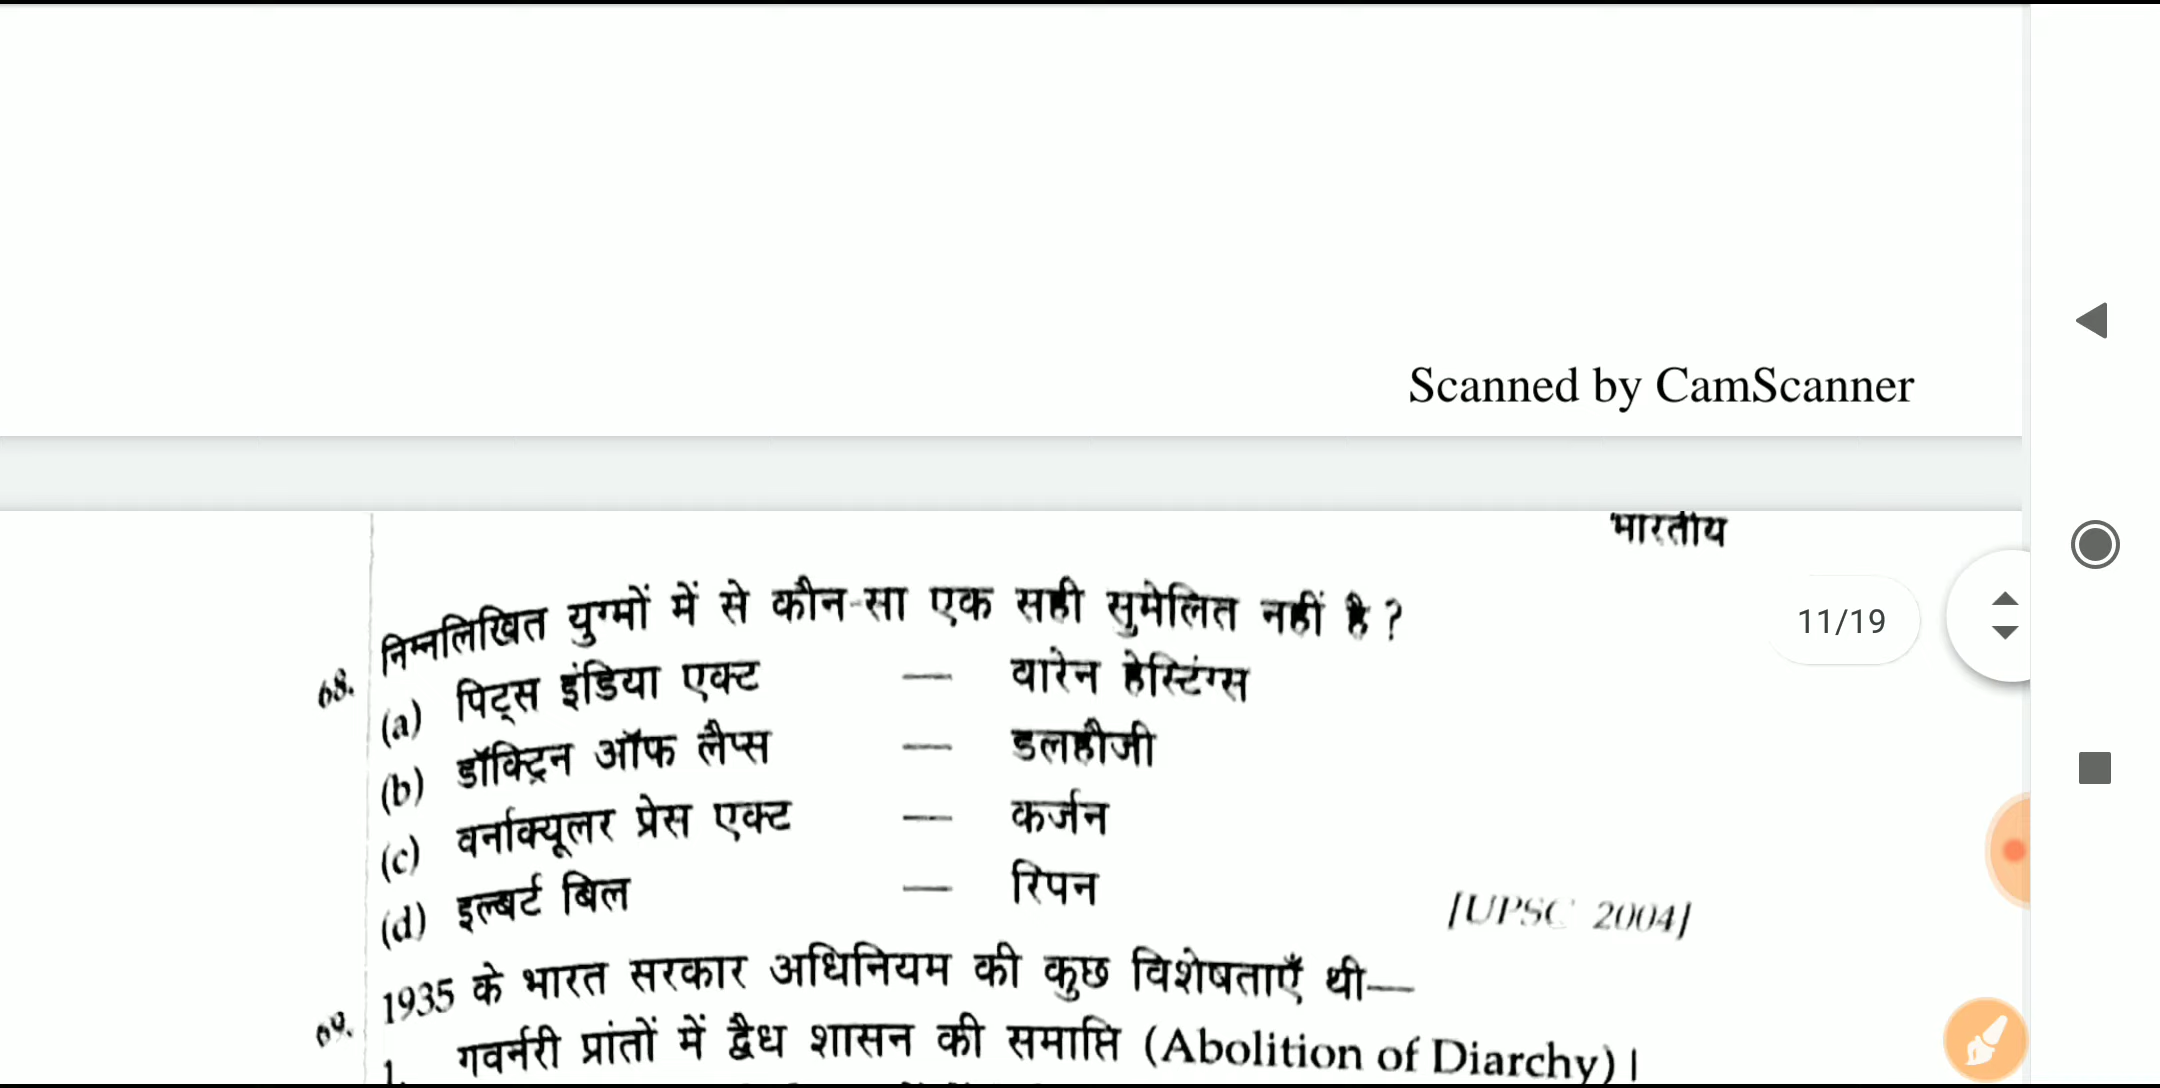 Scanned by CamScanner
भारतीय
11/19
68. निम्नलिखित युग्मों में से कौन-सा एक सही सुमेलित नहीं है ?
(a) पिट्स इंडिया एक्ट — वारेन हेस्टिंग्स
(b) डॉक्ट्रिन ऑफ लैप्स — डलहौजी
(c) वर्नाक्यूलर प्रेस एक्ट — कर्जन
(d) इल्बर्ट बिल — रिपन
[UPSC 2004]
69. 1935 के भारत सरकार अधिनियम की कुछ विशेषताएँ थी—
1. गवर्नरी प्रांतों में द्वैध शासन की समाप्ति (Abolition of Diarchy) |